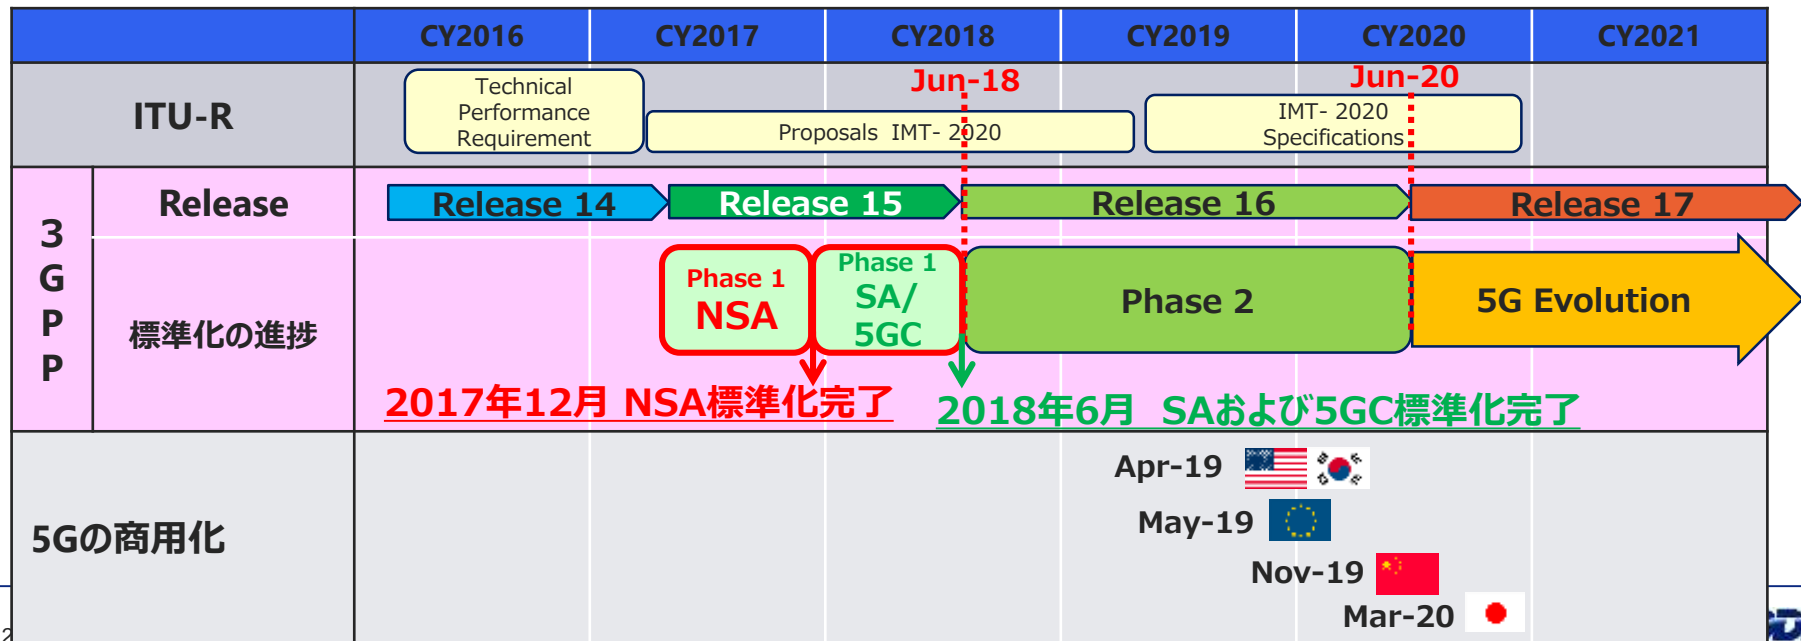 CY2016 CY2017 CY2018 CY2019 CY2020 CY2021
ITU-R
Technical
Performance
Requirement
Proposals IMT- 2020
Jun-18
IMT- 2020
Specifications
Jun-20
3
G
P
P
Release
Release 14
Release 15
Release 16
Release 17
標準化の進捗
Phase 1
NSA
Phase 1
SA/
5GC
Phase 2
5G Evolution
2017年12月 NSA標準化完了
2018年6月 SAおよび5GC標準化完了
5Gの商用化
Apr-19
May-19
Nov-19
Mar-20